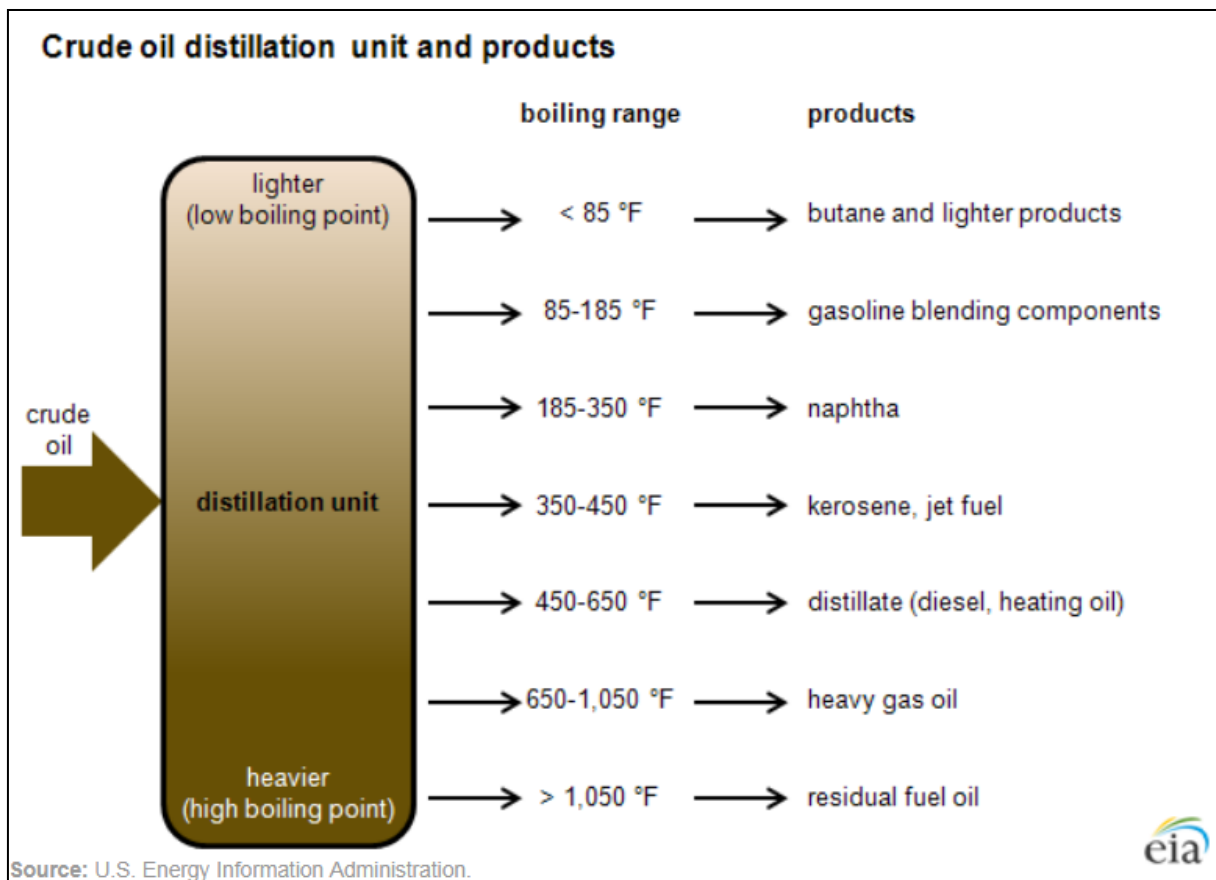 Crude oil distillation unit and products
boiling range products
lighter
(low boiling point)
< 85 °F butane and lighter products
85-185 °F gasoline blending components
185-350 °F naphtha
crude
oil
distillation unit
350-450 °F kerosene, jet fuel
450-650 °F distillate (diesel, heating oil)
650-1,050 °F heavy gas oil
heavier
(high boiling point)
> 1,050 °F residual fuel oil
eia
Source: U.S. Energy Information Administration.